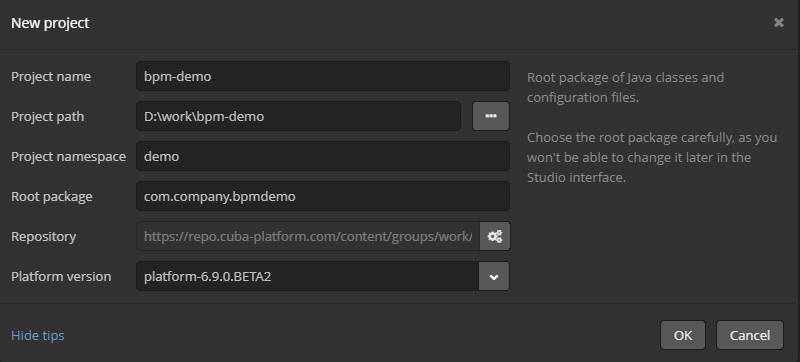 New project
Project name bpm-demo
Project path D:\work\bpm-demo
Project namespace demo
Root package com.company.bpmdemo
Repository https://repo.cuba-platform.com/content/groups/work/
Platform version platform-6.9.0.BETA2
Root package of Java classes and
configuration files.
Choose the root package carefully, as you
won't be able to change it later in the
Studio interface.
Hide tips OK Cancel